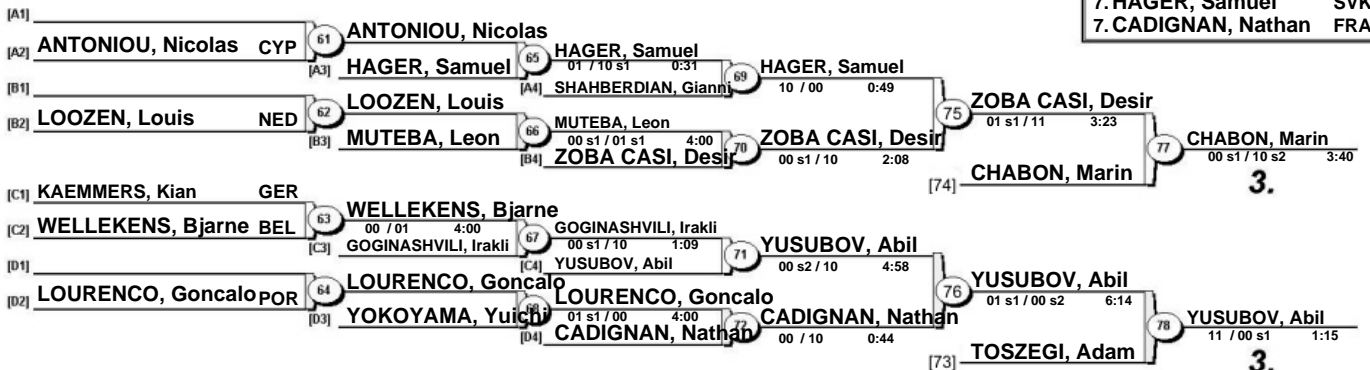 7. HAGER, Samuel SVK
7. CADIGNAN, Nathan FRA
[A1]
[A2] ANTONIOU, Nicolas CYP
61 ANTONIOU, Nicolas
[A3] HAGER, Samuel
65 HAGER, Samuel
01 / 10 s1 0:31
[A4] SHAHBERDIAN, Gianni
69 HAGER, Samuel
10 / 00 0:49
[B1]
[B2] LOOZEN, Louis NED
62 LOOZEN, Louis
[B3] MUTEBA, Leon
66 MUTEBA, Leon
00 s1 / 01 s1 4:00
[B4] ZOBA CASI, Desir
70 ZOBA CASI, Desir
00 s1 / 10 2:08
75 ZOBA CASI, Desir
01 s1 / 11 3:23
[74] CHABON, Marin
77 CHABON, Marin
00 s1 / 10 s2 3:40
3.
[C1] KAEMMERS, Kian GER
[C2] WELLEKENS, Bjarne BEL
63 WELLEKENS, Bjarne
00 / 01 4:00
[C3] GOGINASHVILI, Irakli
67 GOGINASHVILI, Irakli
00 s1 / 10 1:09
[C4] YUSUBOV, Abil
71 YUSUBOV, Abil
00 s2 / 10 4:58
[D1]
[D2] LOURENCO, Goncalo POR
64 LOURENCO, Goncalo
[D3] YOKOYAMA, Yuichi
68 LOURENCO, Goncalo
01 s1 / 00 4:00
[D4] CADIGNAN, Nathan
72 CADIGNAN, Nathan
00 / 10 0:44
76 YUSUBOV, Abil
01 s1 / 00 s2 6:14
[73] TOSZEGI, Adam
78 YUSUBOV, Abil
11 / 00 s1 1:15
3.